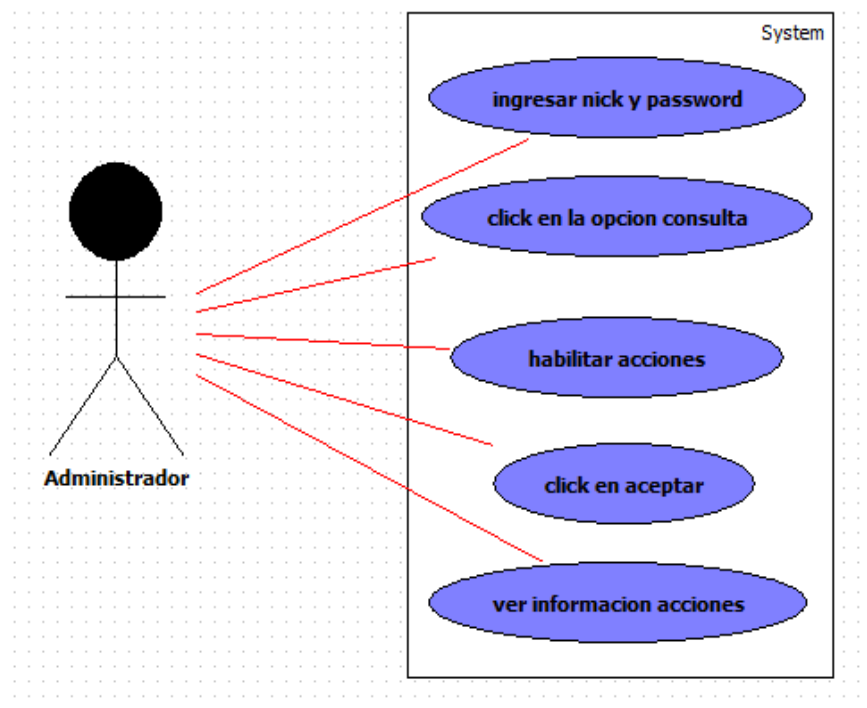 System
ingresar nick y password
click en la opcion consulta
habilitar acciones
Administrador
click en aceptar
ver informacion acciones